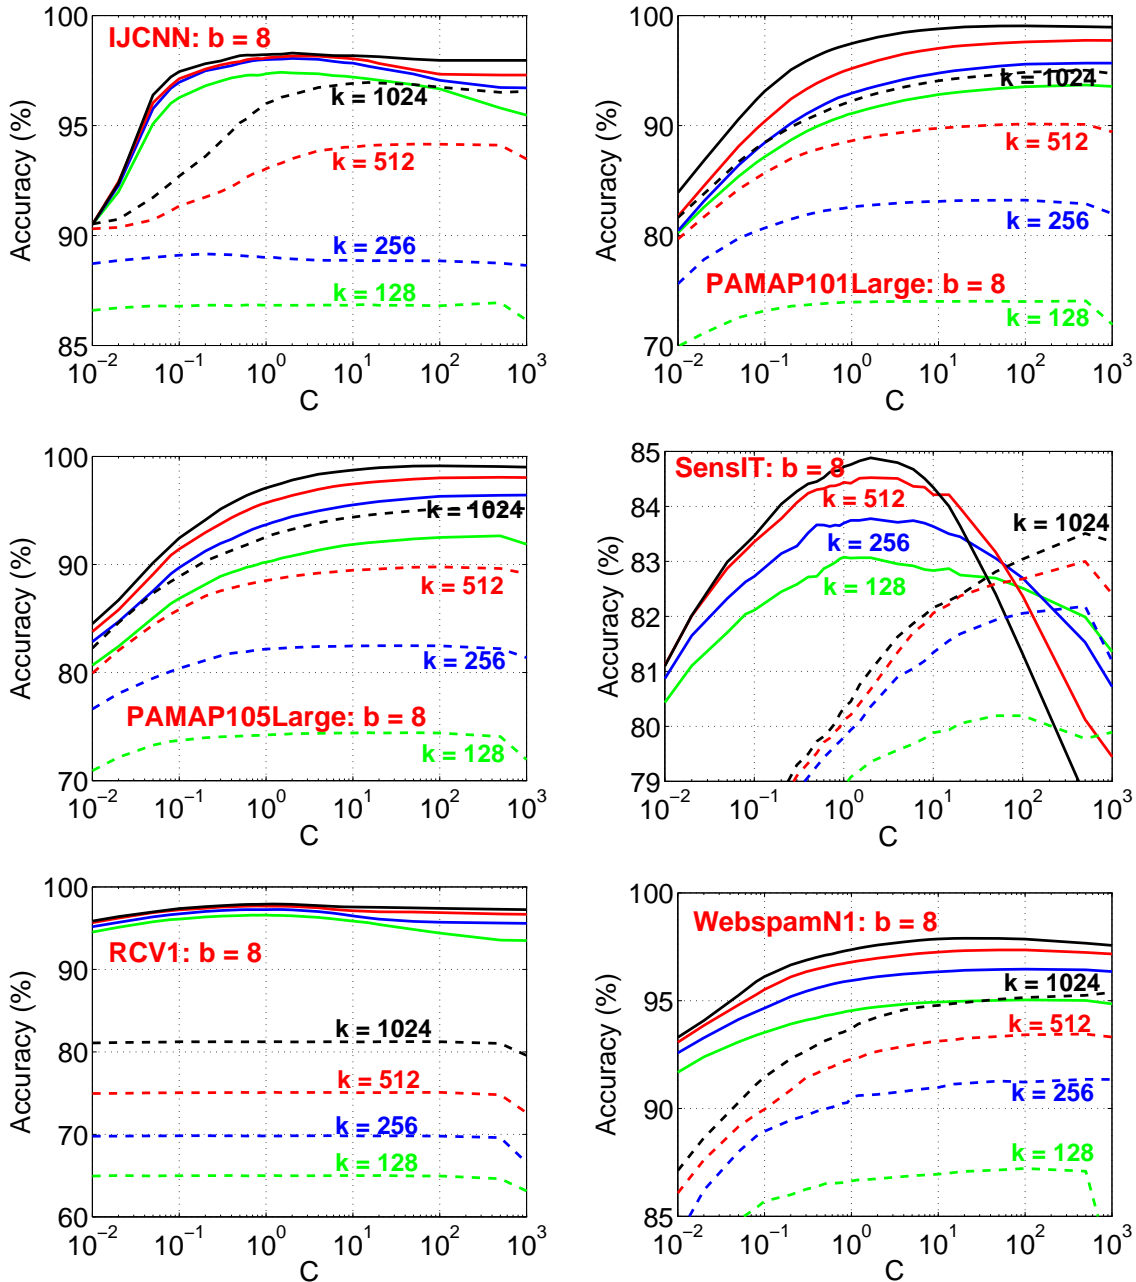 IJCNN: b = 8
k = 1024
k = 512
k = 256
k = 128
Accuracy (%)
100
95
90
85
10^-2 10^-1 10^0 10^1 10^2 10^3
C
PAMAP101Large: b = 8
k = 1024
k = 512
k = 256
k = 128
Accuracy (%)
100
90
80
70
10^-2 10^-1 10^0 10^1 10^2 10^3
C
PAMAP105Large: b = 8
k = 1024
k = 512
k = 256
k = 128
Accuracy (%)
100
90
80
70
10^-2 10^-1 10^0 10^1 10^2 10^3
C
SensIT: b = 8
k = 512
k = 1024
k = 256
k = 128
Accuracy (%)
85
84
83
82
81
80
79
10^-2 10^-1 10^0 10^1 10^2 10^3
C
RCV1: b = 8
k = 1024
k = 512
k = 256
k = 128
Accuracy (%)
100
90
80
70
60
10^-2 10^-1 10^0 10^1 10^2 10^3
C
WebspamN1: b = 8
k = 1024
k = 512
k = 256
k = 128
Accuracy (%)
100
95
90
85
10^-2 10^-1 10^0 10^1 10^2 10^3
C